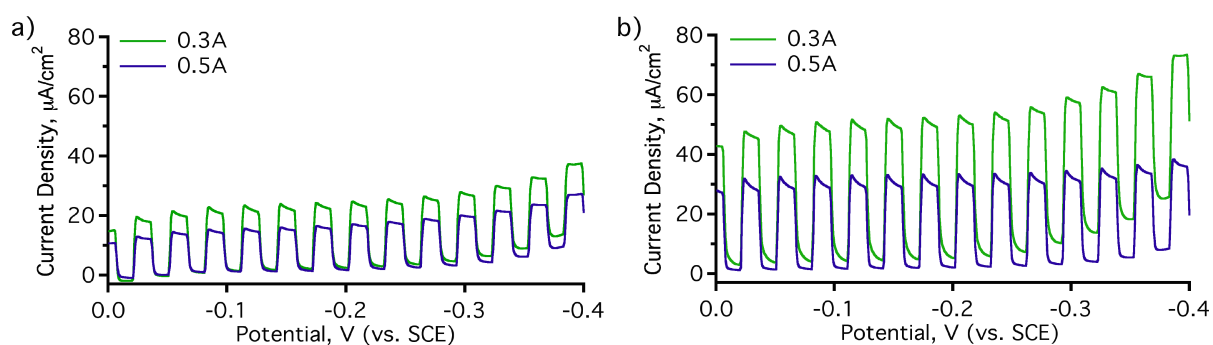 a)
80
60
40
20
0
Current Density, μA/cm²
0.3A
0.5A
0.0
-0.1
-0.2
-0.3
-0.4
Potential, V (vs. SCE)
b)
80
60
40
20
0
Current Density, μA/cm²
0.3A
0.5A
0.0
-0.1
-0.2
-0.3
-0.4
Potential, V (vs. SCE)